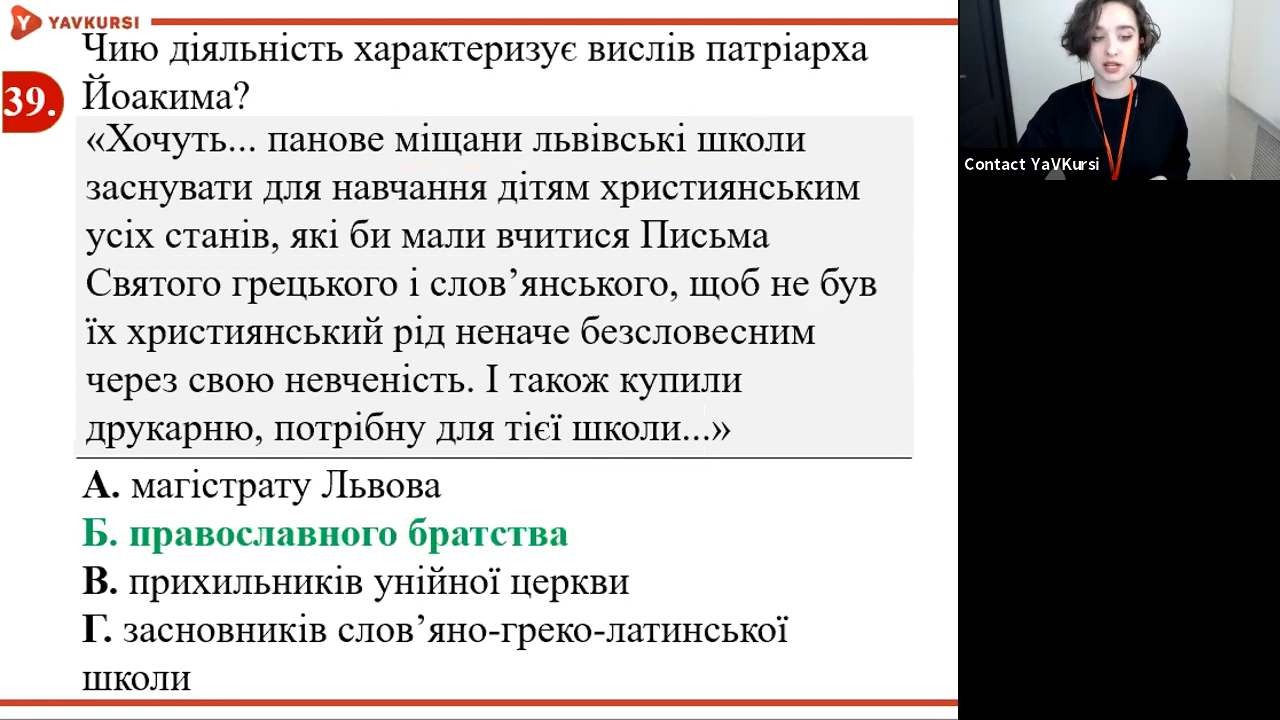 YAVKURSI
Чию діяльність характеризує вислів патріарха
39.
Йоакима?
«Хочуть... панове міщани львівські школи
заснувати для навчання дітям християнським
усіх станів, які би мали вчитися Письма
Святого грецького і слов’янського, щоб не був
їх християнський рід неначе безсловесним
через свою невченість. І також купили
друкарню, потрібну для тієї школи...»
А. магістрату Львова
Б. православного братства
В. прихильників унійної церкви
Г. засновників слов’яно-греко-латинської
школи
Contact YaVKursi